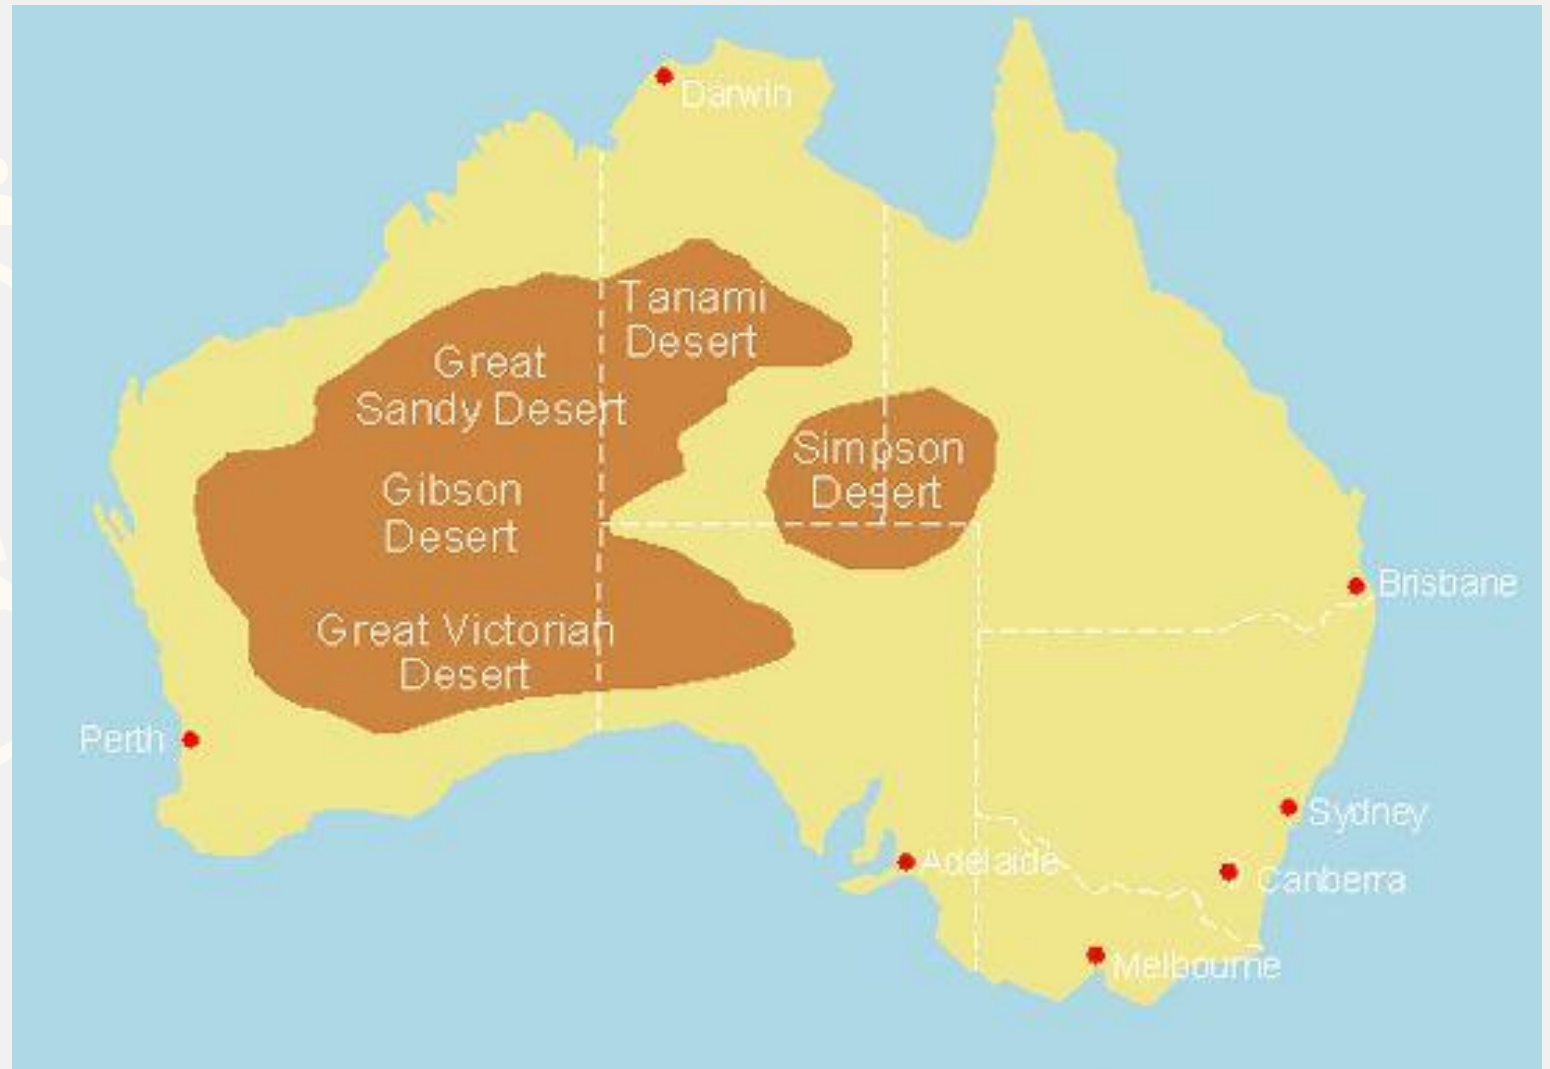 Darwin
Tanami
Desert
Great
Sandy Desert
Simpson
Desert
Gibson
Desert
Brisbane
Great Victorian
Desert
Perth
Sydney
Adelaide
Canberra
Melbourne